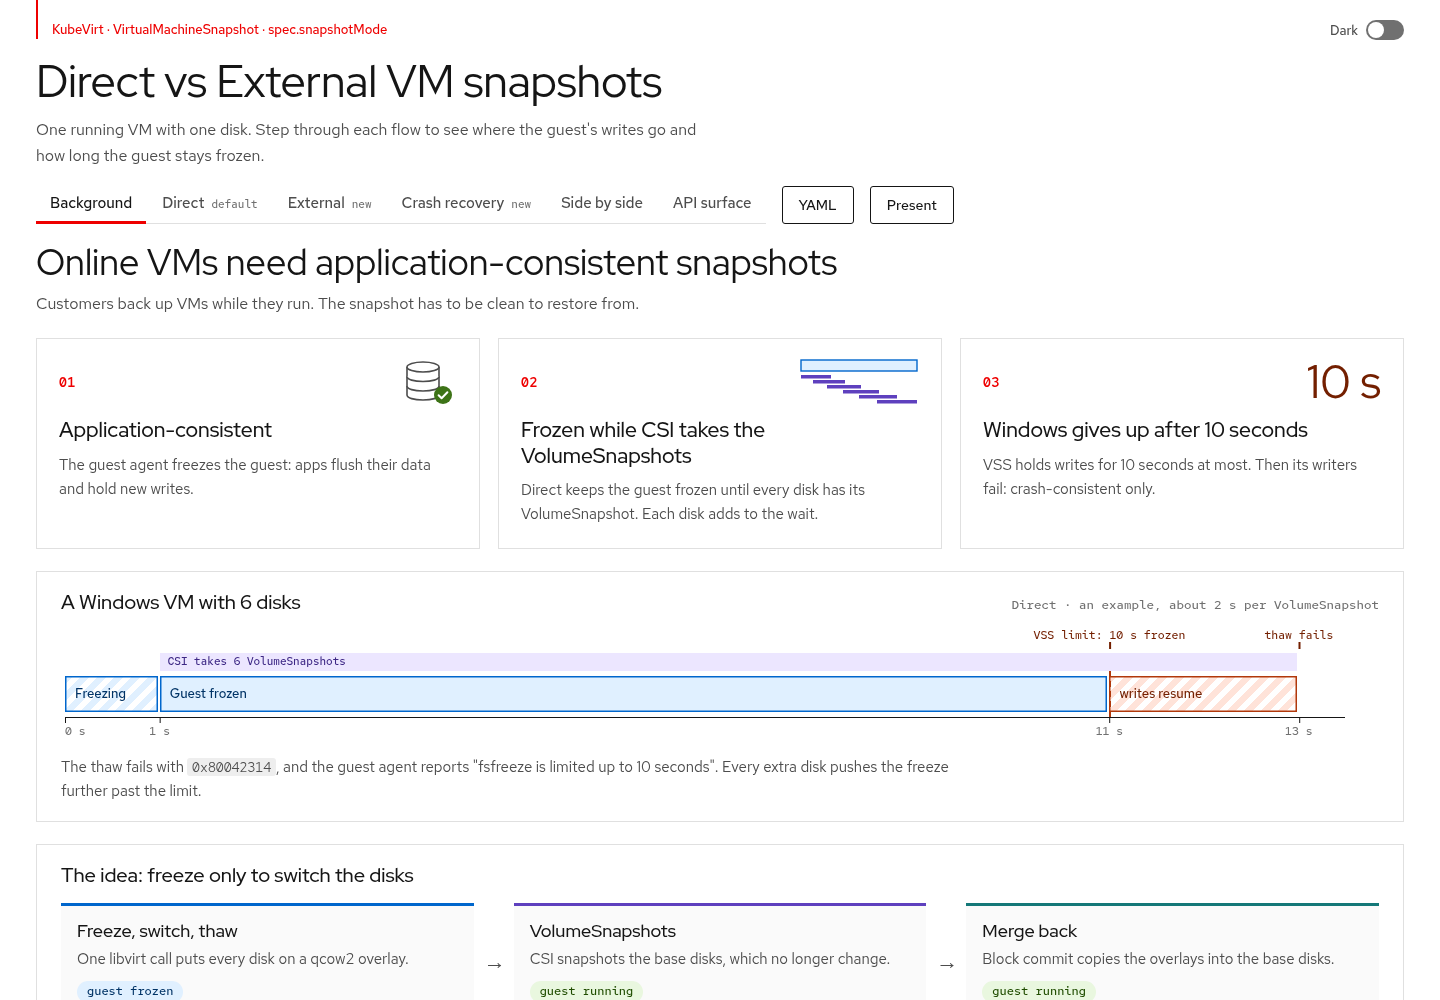 KubeVirt · VirtualMachineSnapshot · spec.snapshotMode
Dark
Direct vs External VM snapshots
One running VM with one disk. Step through each flow to see where the guest's writes go and
how long the guest stays frozen.
Background
Direct default
External new
Crash recovery new
Side by side
API surface
YAML
Present
Online VMs need application-consistent snapshots
Customers back up VMs while they run. The snapshot has to be clean to restore from.
01
Application-consistent
The guest agent freezes the guest: apps flush their data
and hold new writes.
02
Frozen while CSI takes the
VolumeSnapshots
Direct keeps the guest frozen until every disk has its
VolumeSnapshot. Each disk adds to the wait.
03
10 s
Windows gives up after 10 seconds
VSS holds writes for 10 seconds at most. Then its writers
fail: crash-consistent only.
A Windows VM with 6 disks
Direct · an example, about 2 s per VolumeSnapshot
VSS limit: 10 s frozen
thaw fails
CSI takes 6 VolumeSnapshots
Freezing
Guest frozen
writes resume
0 s
1 s
11 s
13 s
The thaw fails with 0x80042314, and the guest agent reports "fsfreeze is limited up to 10 seconds". Every extra disk pushes the freeze
further past the limit.
The idea: freeze only to switch the disks
Freeze, switch, thaw
One libvirt call puts every disk on a qcow2 overlay.
guest frozen
→
VolumeSnapshots
CSI snapshots the base disks, which no longer change.
guest running
→
Merge back
Block commit copies the overlays into the base disks.
guest running